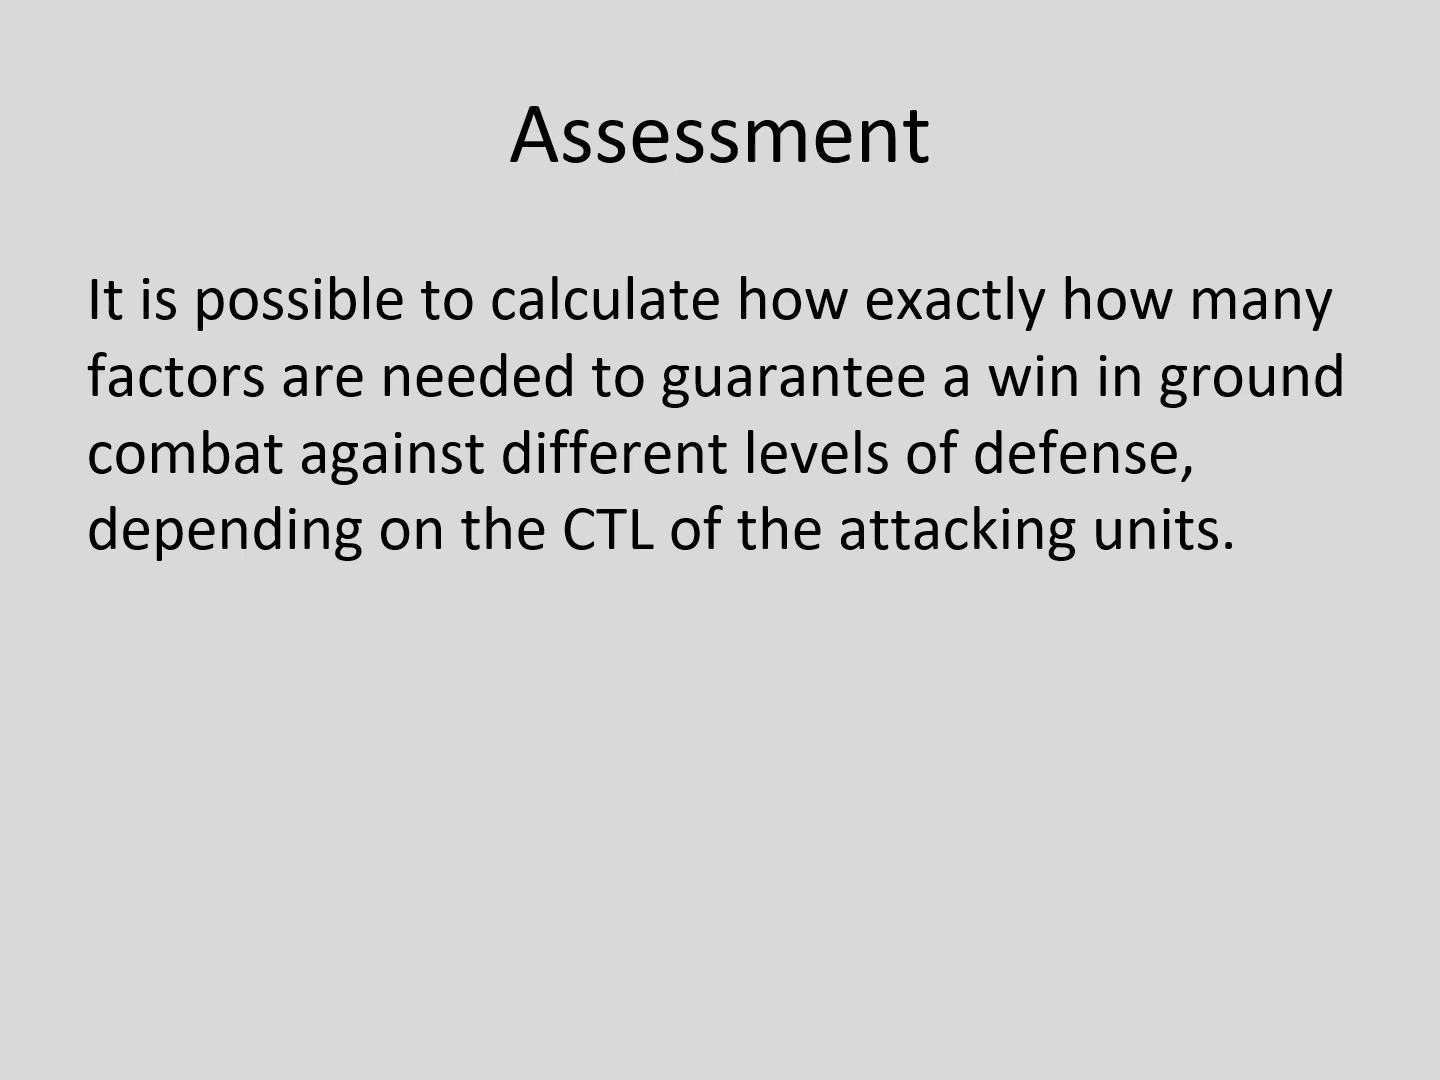 Assessment
It is possible to calculate how exactly how many
factors are needed to guarantee a win in ground
combat against different levels of defense,
depending on the CTL of the attacking units.